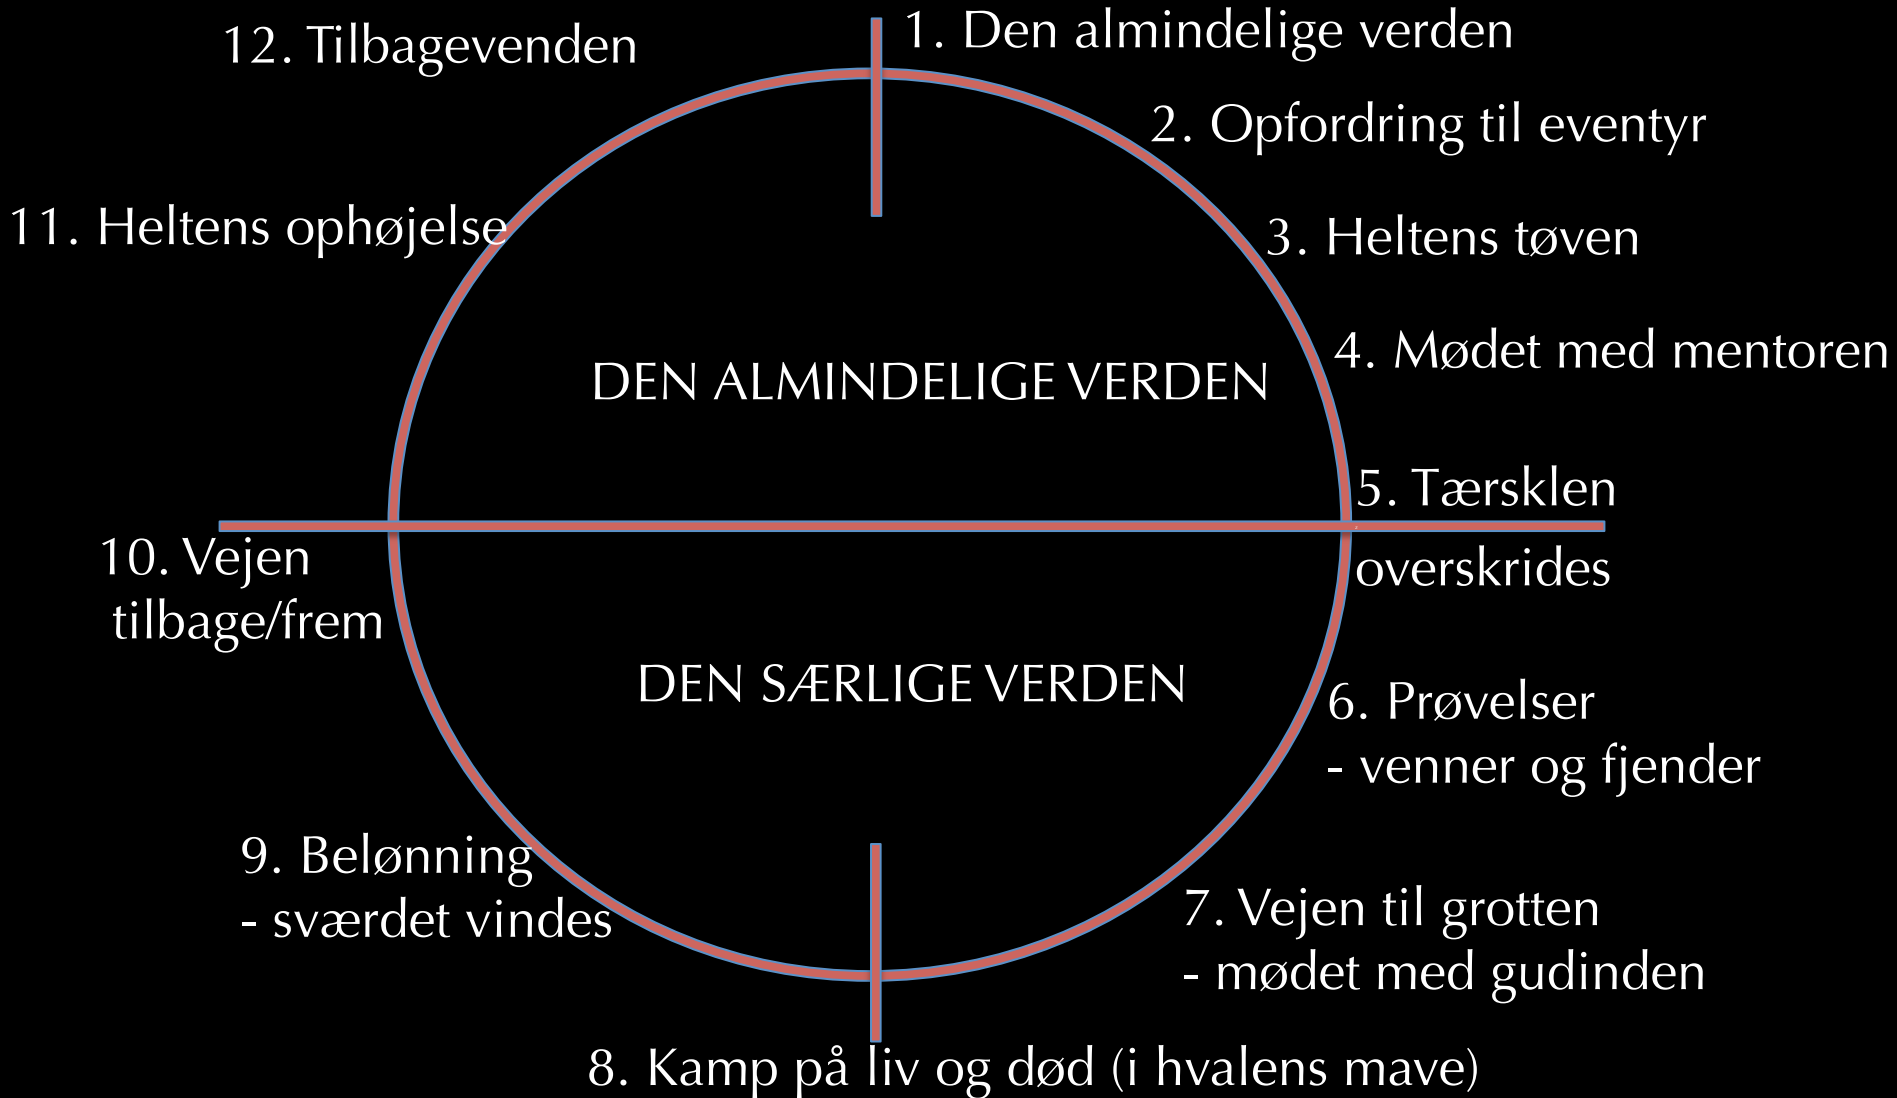 1. Den almindelige verden
2. Opfordring til eventyr
3. Heltens tøven
4. Mødet med mentoren
5. Tærsklen
overskrides
6. Prøvelser
- venner og fjender
7. Vejen til grotten
- mødet med gudinden
8. Kamp på liv og død (i hvalens mave)
9. Belønning
- sværdet vindes
10. Vejen
tilbage/frem
11. Heltens ophøjelse
12. Tilbagevenden
DEN ALMINDELIGE VERDEN
DEN SÆRLIGE VERDEN